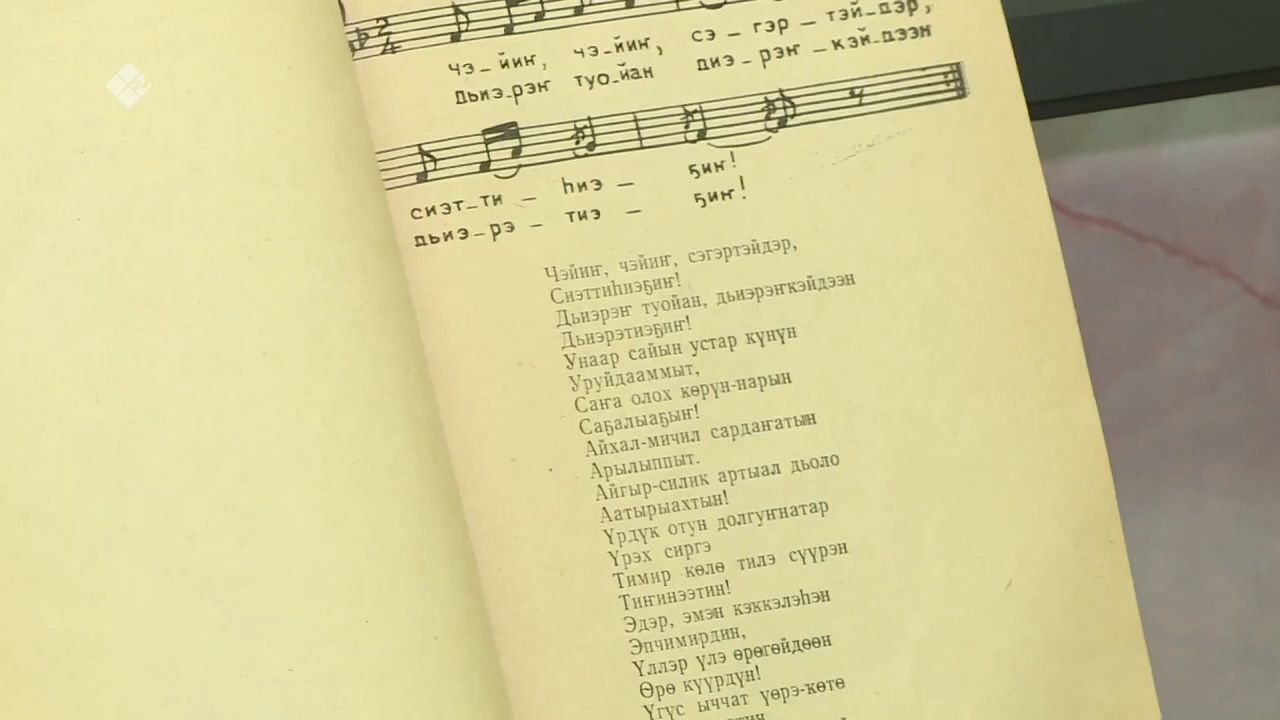 чэ – йиҥ, чэ – йиҥ, сэ – гэр – тэй – дэр,
дьиэ – рэҥ туо – йан диэ – рэҥ – кэй – дээн
сиэт – ти – һиэ – ҕиҥ!
дьиэ – рэ – тиэ – ҕиҥ!
Чэйиҥ, чэйиҥ, сэгэртэйдэр,
Сиэттиһиэҕиҥ!
Дьиэрэҥ туойан, дьиэрэҥкэйдээн
Дьиэрэтиэҕиҥ!
Унаар сайын устар күнүн
Уруйдааммыт,
Саҥа олох көрүн-нарын
Саҕалыаҕыҥ!
Айхал-мичил сардаҥатын
Арылыппыт.
Айгыр-силик артыал дьоло
Аатырыахтын!
Үрдүк отун долгуҥнатар
Үрэх сиргэ
Тимир көлө тилэ сүүрэн
Тиҥинээтин!
Эдэр, эмэн кэккэлэһэн
Эпчимирдин,
Үллэр үлэ өрөгөйдөөн
Өрө күүрдүн!
Үгүс ыччат үөрэ-көтө